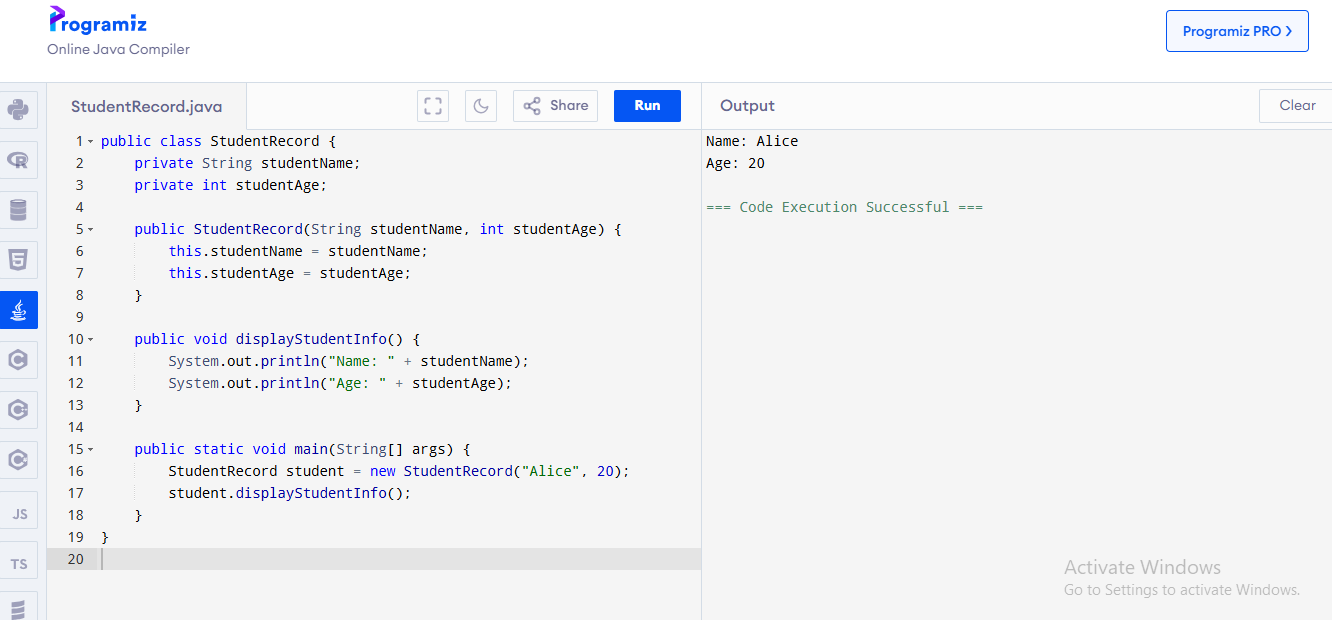 Programiz
Online Java Compiler
Programiz PRO ❯
StudentRecord.java
Share
Run
Output
Clear
1 public class StudentRecord {
2     private String studentName;
3     private int studentAge;
4
5     public StudentRecord(String studentName, int studentAge) {
6         this.studentName = studentName;
7         this.studentAge = studentAge;
8     }
9
10     public void displayStudentInfo() {
11         System.out.println("Name: " + studentName);
12         System.out.println("Age: " + studentAge);
13     }
14
15     public static void main(String[] args) {
16         StudentRecord student = new StudentRecord("Alice", 20);
17         student.displayStudentInfo();
18     }
19 }
20
Name: Alice
Age: 20
=== Code Execution Successful ===
R
5
C
C
C
JS
TS
Activate Windows
Go to Settings to activate Windows.